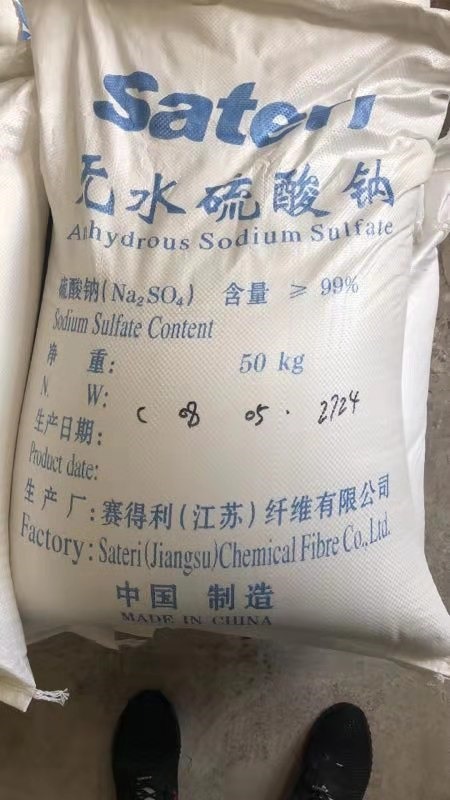 Sateri
无水硫酸钠
Anhydrous Sodium Sulfate
硫酸钠(Na₂SO₄) 含量 ≥ 99%
Sodium Sulfate Content
净 重: 50 kg
N. W:
C 08 05. 2724
生产日期:
Product date:
生产厂:赛得利(江苏)纤维有限公司
Factory:Sateri(Jiangsu)Chemical Fibre Co.,Ltd.
中国 制造
MADE IN CHINA